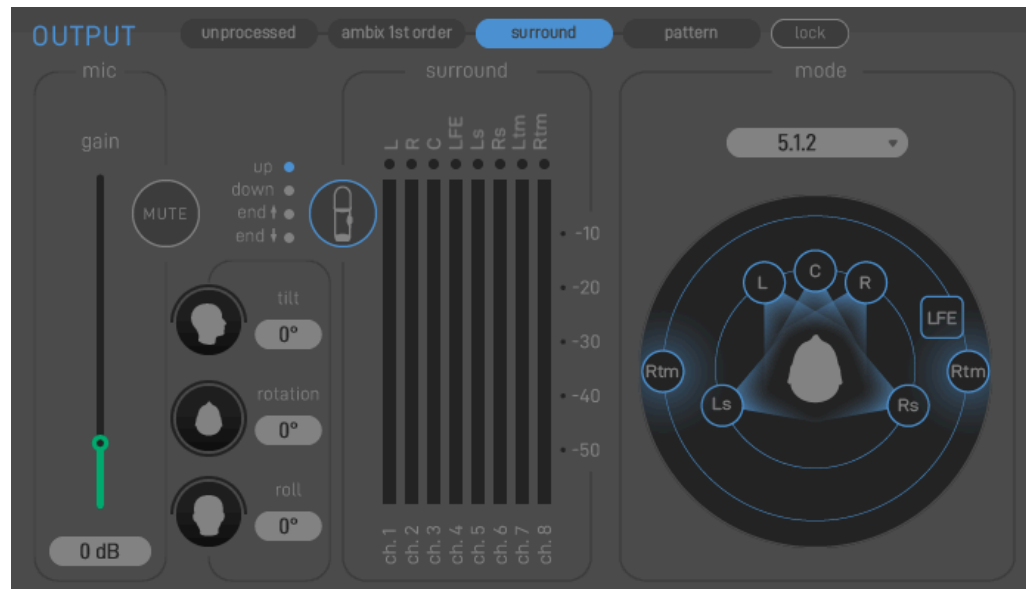 OUTPUT
unprocessed
ambix 1st order
surround
pattern
lock
mic
surround
mode
gain
MUTE
0 dB
up
down
end
end
tilt
0°
rotation
0°
roll
0°
L
R
C
LFE
Ls
Rs
Ltm
Rtm
-10
-20
-30
-40
-50
ch. 1
ch. 2
ch. 3
ch. 4
ch. 5
ch. 6
ch. 7
ch. 8
5.1.2
L
C
R
LFE
Rtm
Rtm
Ls
Rs